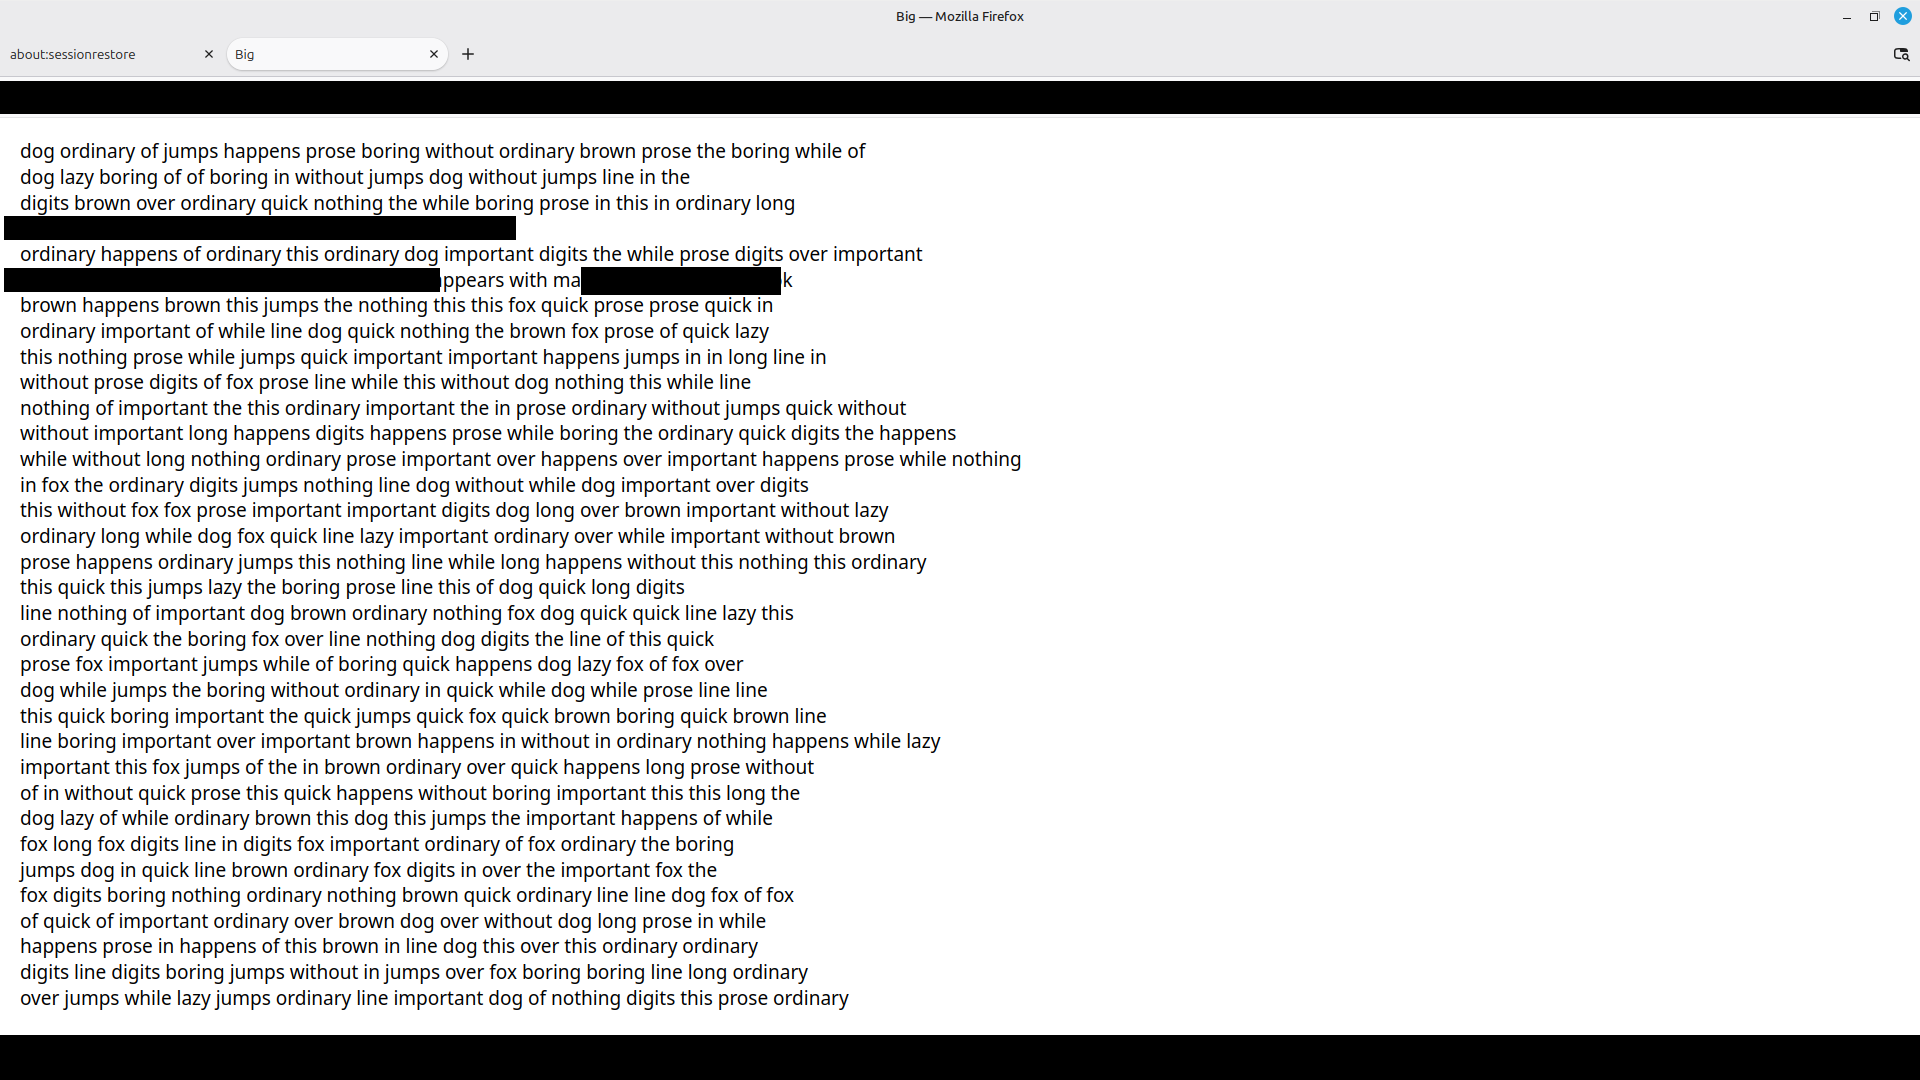 Big — Mozilla Firefox
about:sessionrestore
Big
dog ordinary of jumps happens prose boring without ordinary brown prose the boring while of
dog lazy boring of of boring in without jumps dog without jumps line in the
digits brown over ordinary quick nothing the while boring prose in this in ordinary long
ordinary happens of ordinary this ordinary dog important digits the while prose digits over important
with
brown happens brown this jumps the nothing this this fox quick prose prose quick in
ordinary important of while line dog quick nothing the brown fox prose of quick lazy
this nothing prose while jumps quick important important happens jumps in in long line in
without prose digits of fox prose line while this without dog nothing this while line
nothing of important the this ordinary important the in prose ordinary without jumps quick without
without important long happens digits happens prose while boring the ordinary quick digits the happens
while without long nothing ordinary prose important over happens over important happens prose while nothing
in fox the ordinary digits jumps nothing line dog without while dog important over digits
this without fox fox prose important important digits dog long over brown important without lazy
ordinary long while dog fox quick line lazy important ordinary over while important without brown
prose happens ordinary jumps this nothing line while long happens without this nothing this ordinary
this quick this jumps lazy the boring prose line this of dog quick long digits
line nothing of important dog brown ordinary nothing fox dog quick quick line lazy this
ordinary quick the boring fox over line nothing dog digits the line of this quick
prose fox important jumps while of boring quick happens dog lazy fox of fox over
dog while jumps the boring without ordinary in quick while dog while prose line line
this quick boring important the quick jumps quick fox quick brown boring quick brown line
line boring important over important brown happens in without in ordinary nothing happens while lazy
important this fox jumps of the in brown ordinary over quick happens long prose without
of in without quick prose this quick happens without boring important this this long the
dog lazy of while ordinary brown this dog this jumps the important happens of while
fox long fox digits line in digits fox important ordinary of fox ordinary the boring
jumps dog in quick line brown ordinary fox digits in over the important fox the
fox digits boring nothing ordinary nothing brown quick ordinary line line dog fox of fox
of quick of important ordinary over brown dog over without dog long prose in while
happens prose in happens of this brown in line dog this over this ordinary ordinary
digits line digits boring jumps without in jumps over fox boring boring line long ordinary
over jumps while lazy jumps ordinary line important dog of nothing digits this prose ordinary